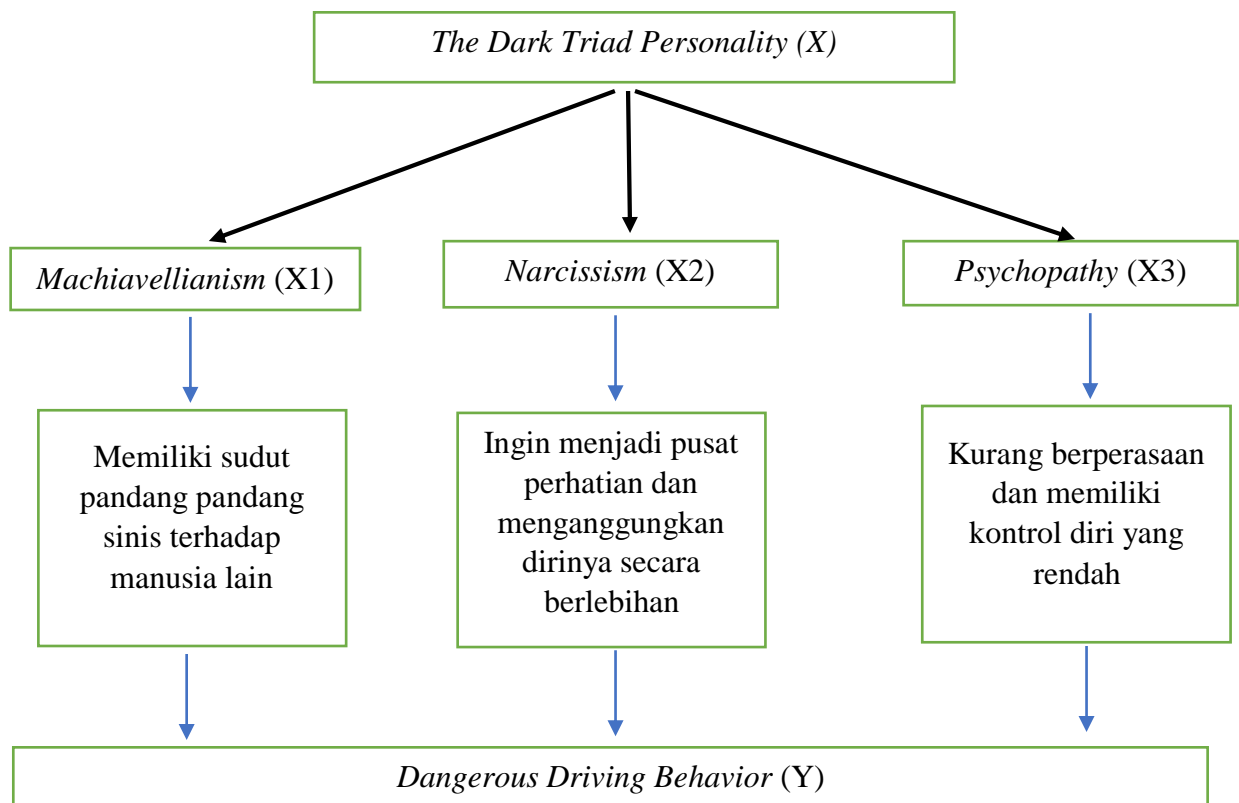 The Dark Triad Personality (X)
Machiavellianism (X1)
Narcissism (X2)
Psychopathy (X3)
Memiliki sudut
pandang pandang
sinis terhadap
manusia lain
Ingin menjadi pusat
perhatian dan
menganggungkan
dirinya secara
berlebihan
Kurang berperasaan
dan memiliki
kontrol diri yang
rendah
Dangerous Driving Behavior (Y)